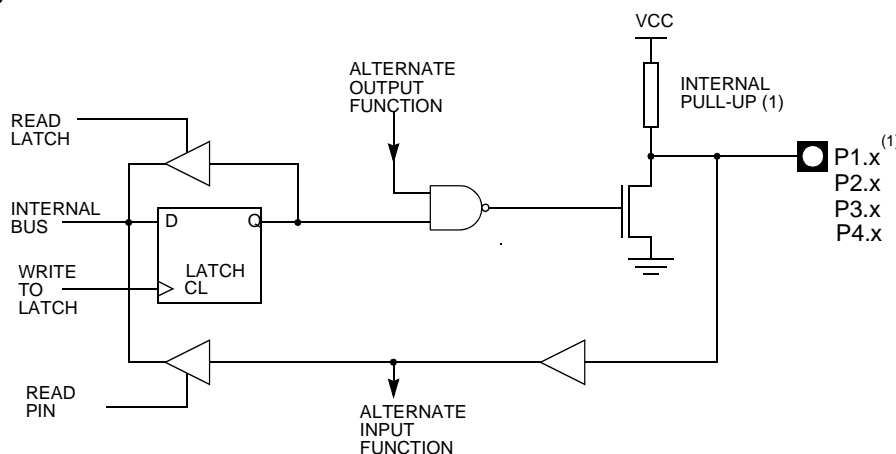 VCC
ALTERNATE
OUTPUT
FUNCTION
INTERNAL
PULL-UP (1)
READ
LATCH
P1.x(1)
P2.x
P3.x
P4.x
INTERNAL
BUS
D
Q
LATCH
CL
WRITE
TO
LATCH
READ
PIN
ALTERNATE
INPUT
FUNCTION